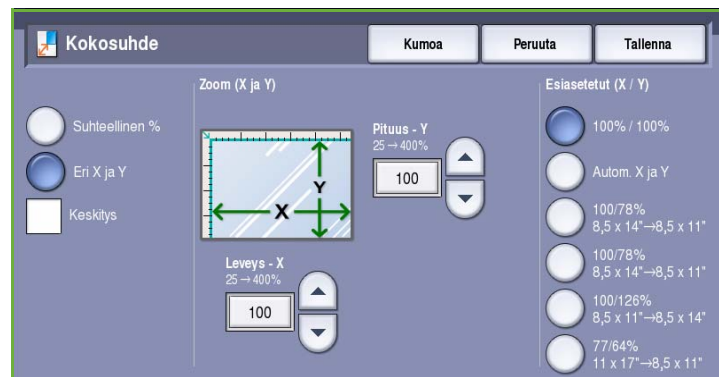 Kokosuhde
Kumoa
Peruuta
Tallenna
Suhteellinen %
Eri X ja Y
Keskitys
Zoom (X ja Y)
Y
X
Pituus - Y
25→400%
100
Leveys - X
25→400%
100
Esiasetetut (X / Y)
100% / 100%
Autom. X ja Y
100/78%
8,5 x 14"→8,5 x 11"
100/78%
8,5 x 14"→8,5 x 11"
100/126%
8,5 x 11"→8,5 x 14"
77/64%
11 x 17"→8,5 x 11"